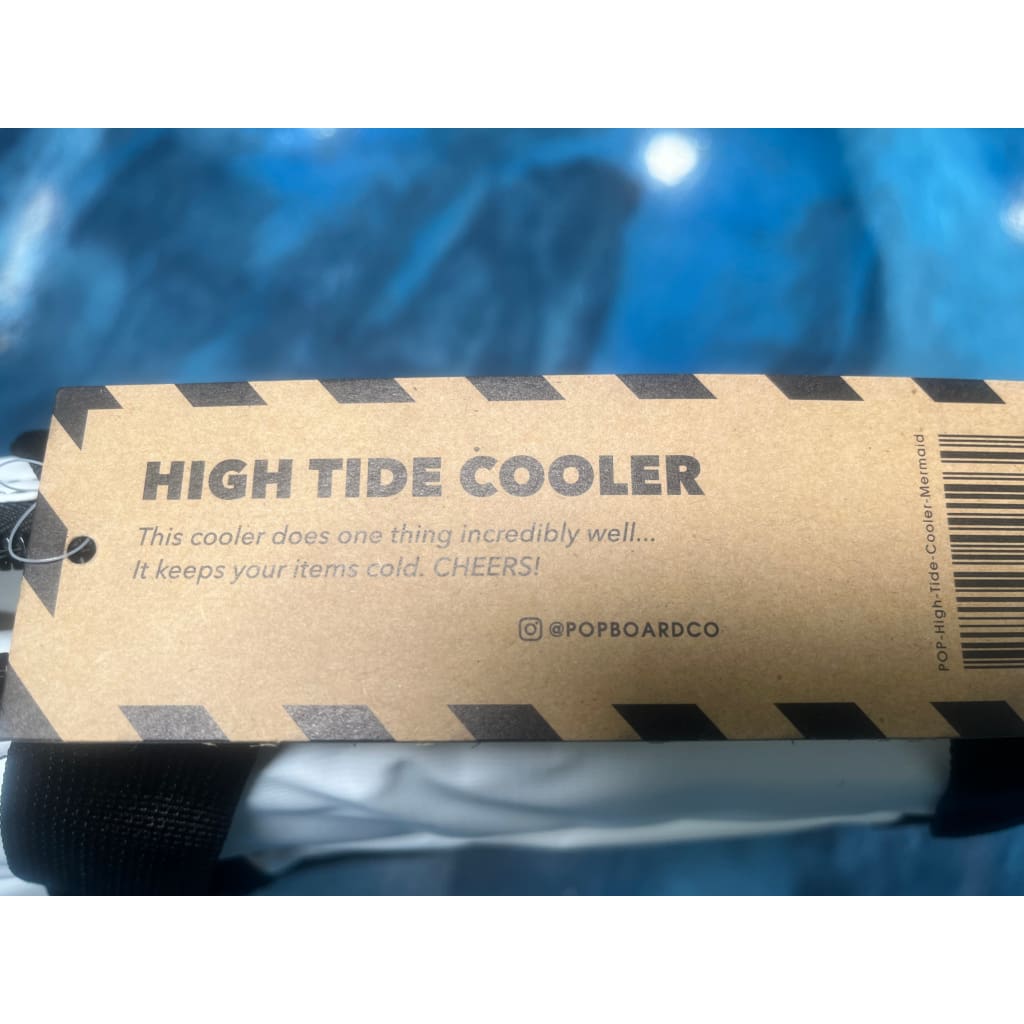 HIGH TIDE COOLER
This cooler does one thing incredibly well...
It keeps your items cold. CHEERS!
@POPBOARDCO
POP-High-Tide-Cooler-Mermaid